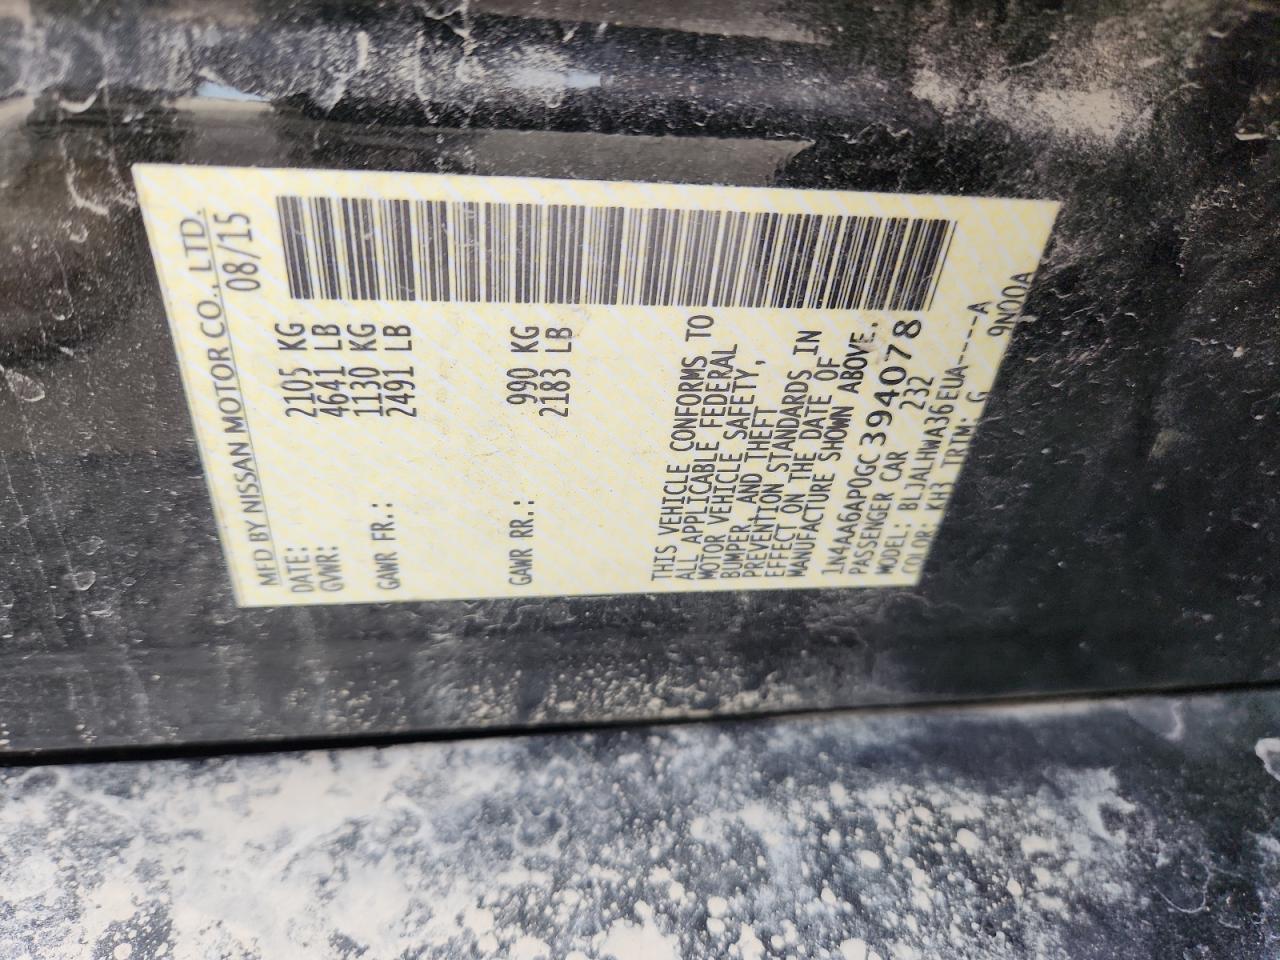 MFD BY NISSAN MOTOR CO., LTD.
DATE: 08/15
GVWR: 2105 KG
4641 LB
GAWR FR.: 1130 KG
2491 LB
GAWR RR.: 990 KG
2183 LB
THIS VEHICLE CONFORMS TO
ALL APPLICABLE FEDERAL
MOTOR VEHICLE SAFETY,
BUMPER, AND THEFT
PREVENTION STANDARDS IN
EFFECT ON THE DATE OF
MANUFACTURE SHOWN ABOVE.
1N4AA6AP0GC394078
PASSENGER CAR 232
MODEL: BLJALHWA36EUA----A
COLOR: KH3 TRIM: G 9N00A